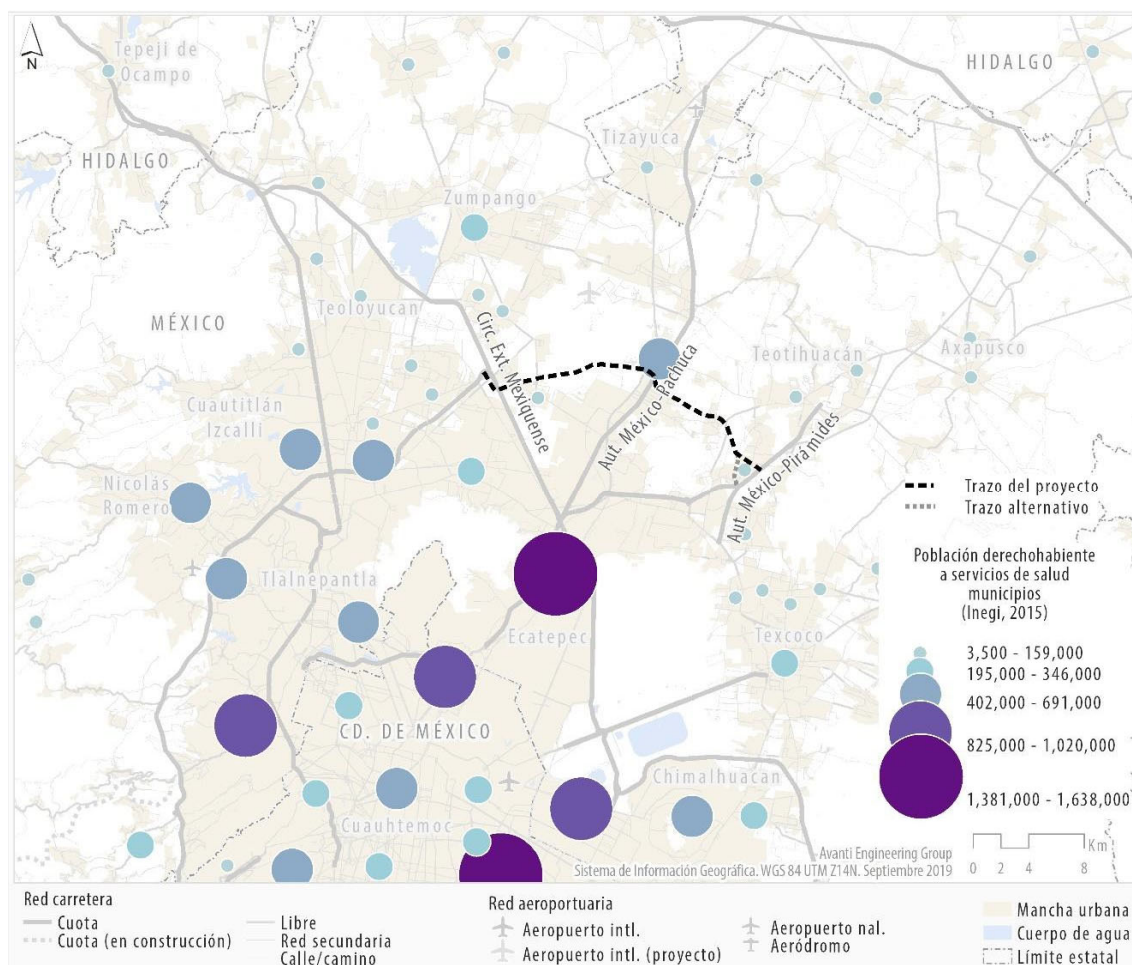 N
Tepeji de
Ocampo
HIDALGO
HIDALGO
Tizayuca
Zumpango
MÉXICO
Teoloyucan
Circ. Ext. Mexiquense
Aut. México-Pachuca
Teotihuacán
Axapusco
Aut. México-Pirámides
Cuautitlán
Izcalli
Nicolás
Romero
Tlalnepantla
Ecatepec
Texcoco
CD. DE MÉXICO
Chimalhuacán
Cuauhtemoc
Trazo del proyecto
Trazo alternativo
Población derechohabiente
a servicios de salud
municipios
(Inegi, 2015)
3,500 - 159,000
195,000 - 346,000
402,000 - 691,000
825,000 - 1,020,000
1,381,000 - 1,638,000
Km
0 2 4 8
Avanti Engineering Group
Sistema de Información Geográfica. WGS 84 UTM Z14N. Septiembre 2019
Red carretera
Cuota
Cuota (en construcción)
Libre
Red secundaria
Calle/camino
Red aeroportuaria
Aeropuerto intl.
Aeropuerto intl. (proyecto)
Aeropuerto nal.
Aeródromo
Mancha urbana
Cuerpo de agua
Límite estatal